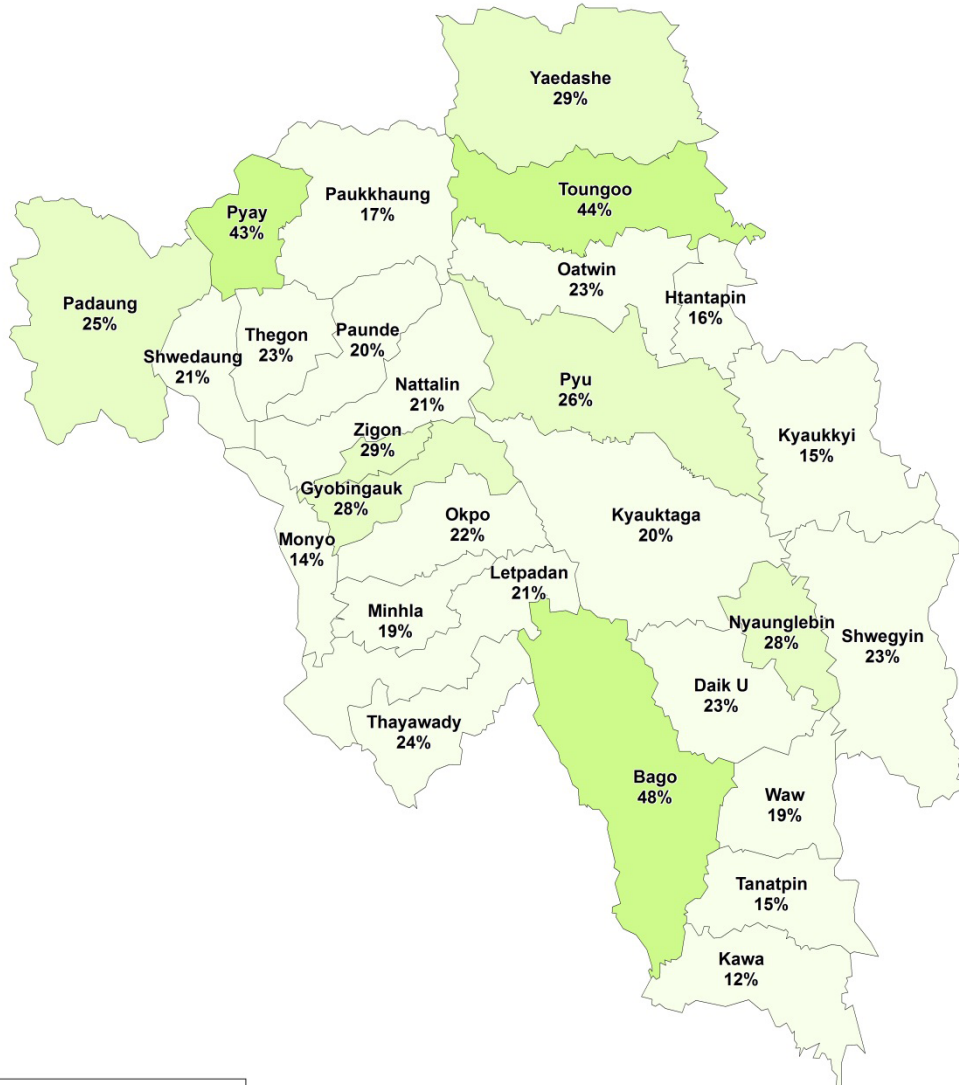 Yaedashe
29%
Toungoo
44%
Paukkhaung
17%
Pyay
43%
Oatwin
23%
Htantapin
16%
Padaung
25%
Shwedaung
21%
Thegon
23%
Paunde
20%
Nattalin
21%
Pyu
26%
Kyaukkyi
15%
Zigon
29%
Gyobingauk
28%
Okpo
22%
Kyauktaga
20%
Monyo
14%
Letpadan
21%
Minhla
19%
Nyaunglebin
28%
Shwegyin
23%
Daik U
23%
Thayawady
24%
Bago
48%
Waw
19%
Tanatpin
15%
Kawa
12%